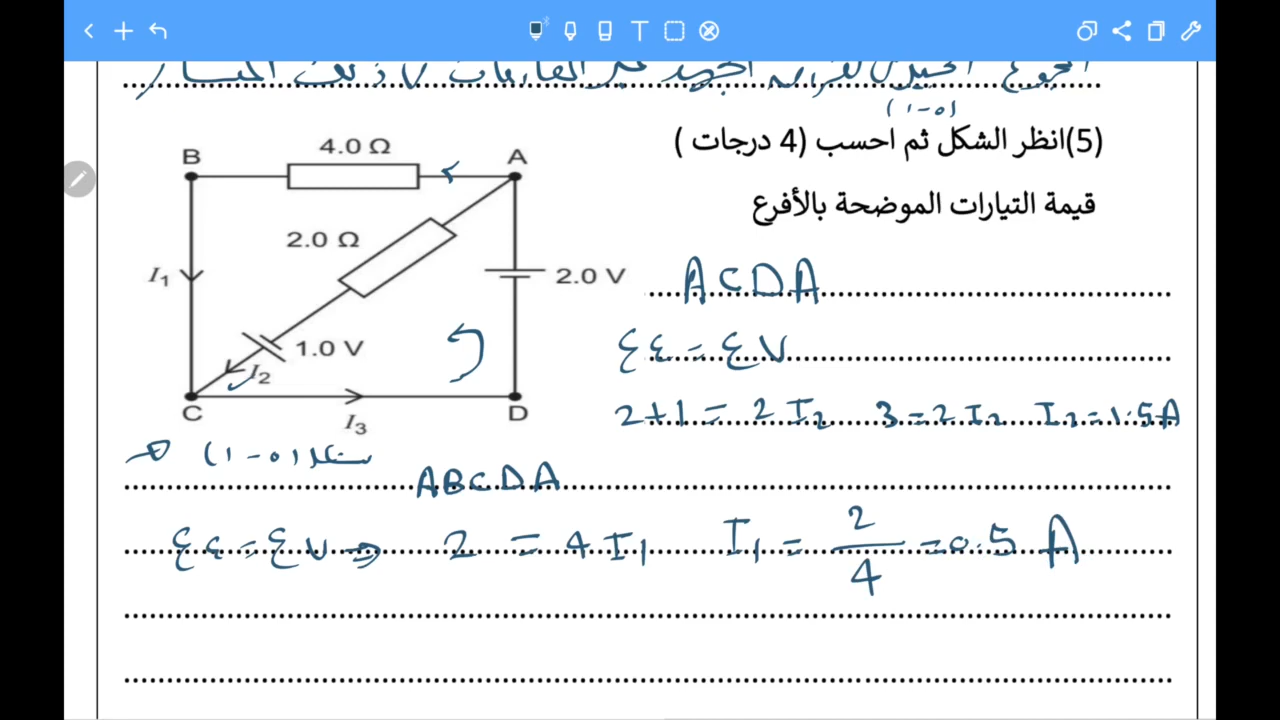 (5)انظر الشكل ثم احسب (4 درجات )
قيمة التيارات الموضحة بالأفرع
B 4.0 Ω A
2.0 Ω
I₁ 2.0 V
1.0 V
I₂
C I₃ D
ACDA
Σε = ΣV
2+1 = 2 I₂ 3 = 2 I₂ I₂ = 1.5A
ABCDA
Σε = ΣV ⇒ 2 = 4 I₁ I₁ = 2/4 = 0.5 A